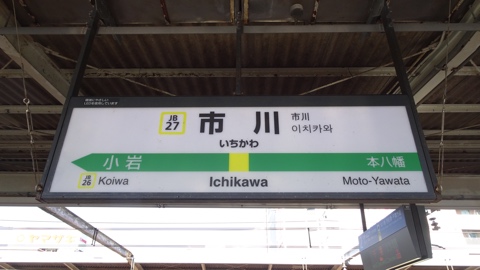 JB
27
市川
市川
이치카와
いちかわ
小岩
本八幡
JB
26
Koiwa
Ichikawa
Moto-Yawata